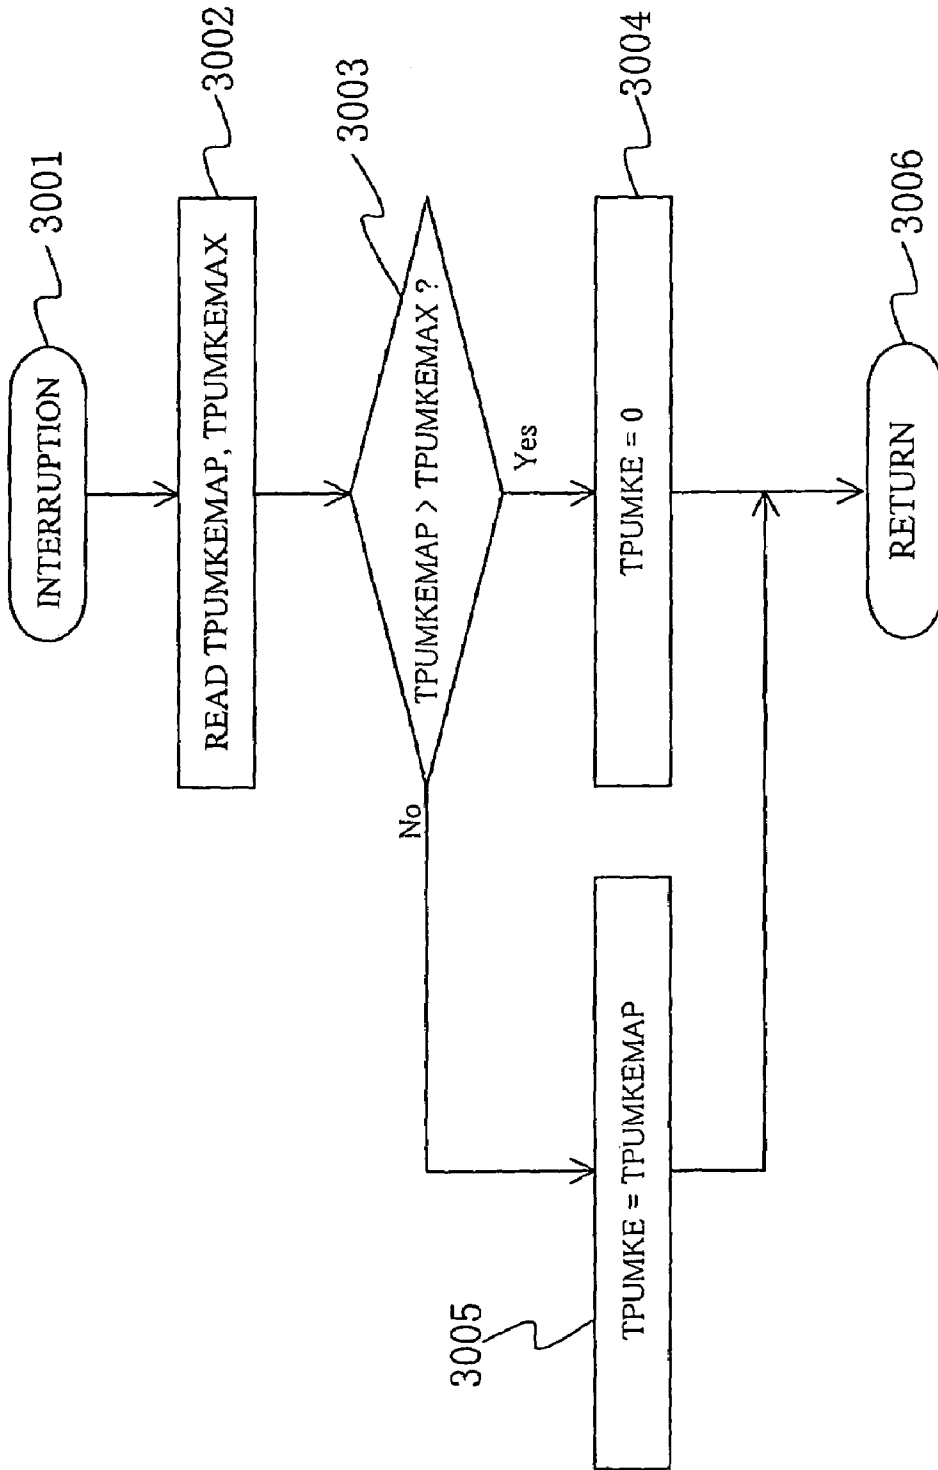 INTERRUPTION
3001
READ TPUMKEMAP, TPUMKEMAX
3002
TPUMKEMAP > TPUMKEMAX ?
3003
No
Yes
TPUMKE = TPUMKEMAP
3005
TPUMKE = 0
3004
RETURN
3006